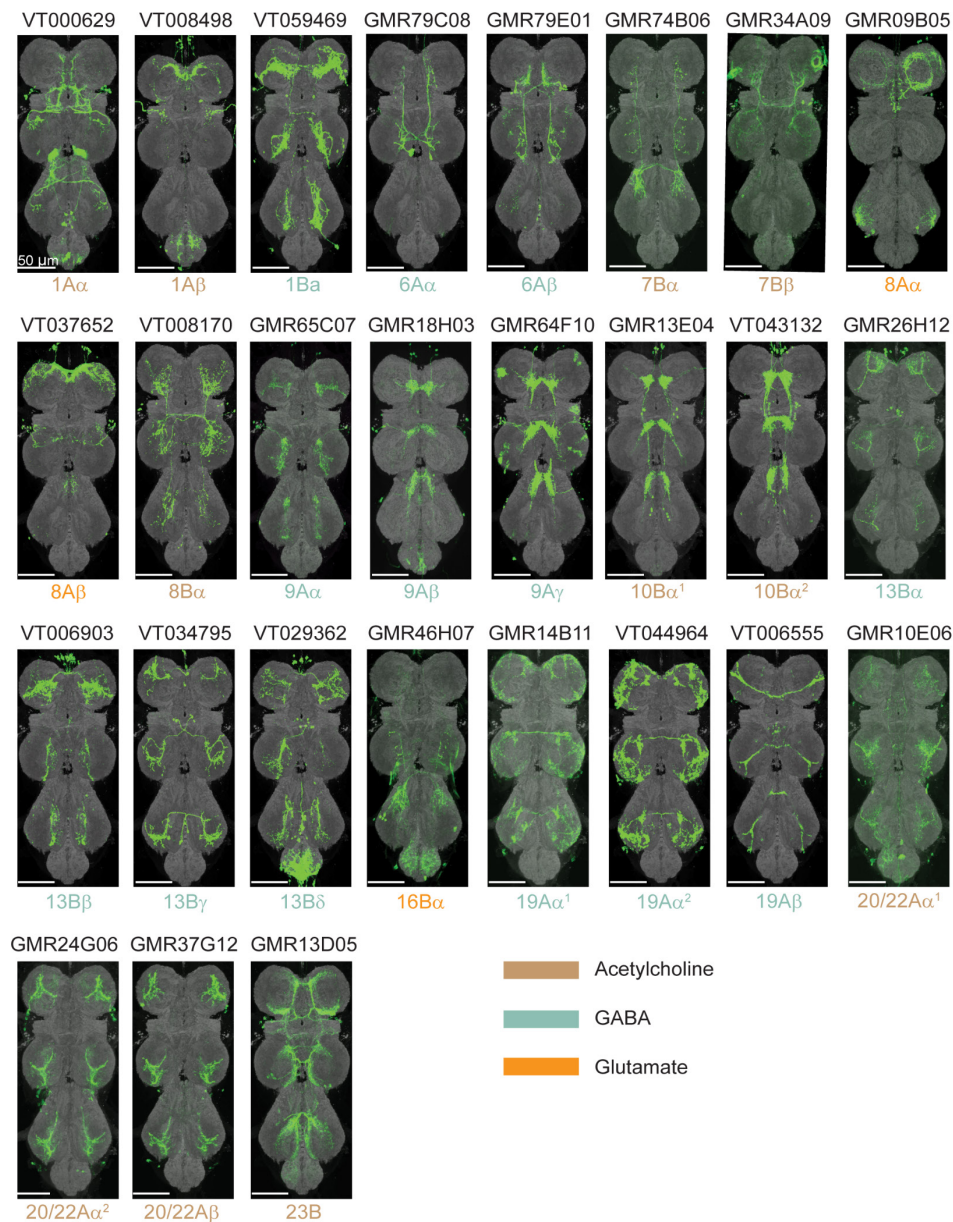 VT000629 VT008498 VT059469 GMR79C08 GMR79E01 GMR74B06 GMR34A09 GMR09B05
50 μm
1Aα 1Aβ 1Ba 6Aα 6Aβ 7Bα 7Bβ 8Aα
VT037652 VT008170 GMR65C07 GMR18H03 GMR64F10 GMR13E04 VT043132 GMR26H12
8Aβ 8Bα 9Aα 9Aβ 9Aγ 10Bα¹ 10Bα² 13Bα
VT006903 VT034795 VT029362 GMR46H07 GMR14B11 VT044964 VT006555 GMR10E06
13Bβ 13Bγ 13Bδ 16Bα 19Aα¹ 19Aα² 19Aβ 20/22Aα¹
GMR24G06 GMR37G12 GMR13D05
Acetylcholine
GABA
Glutamate
20/22Aα² 20/22Aβ 23B